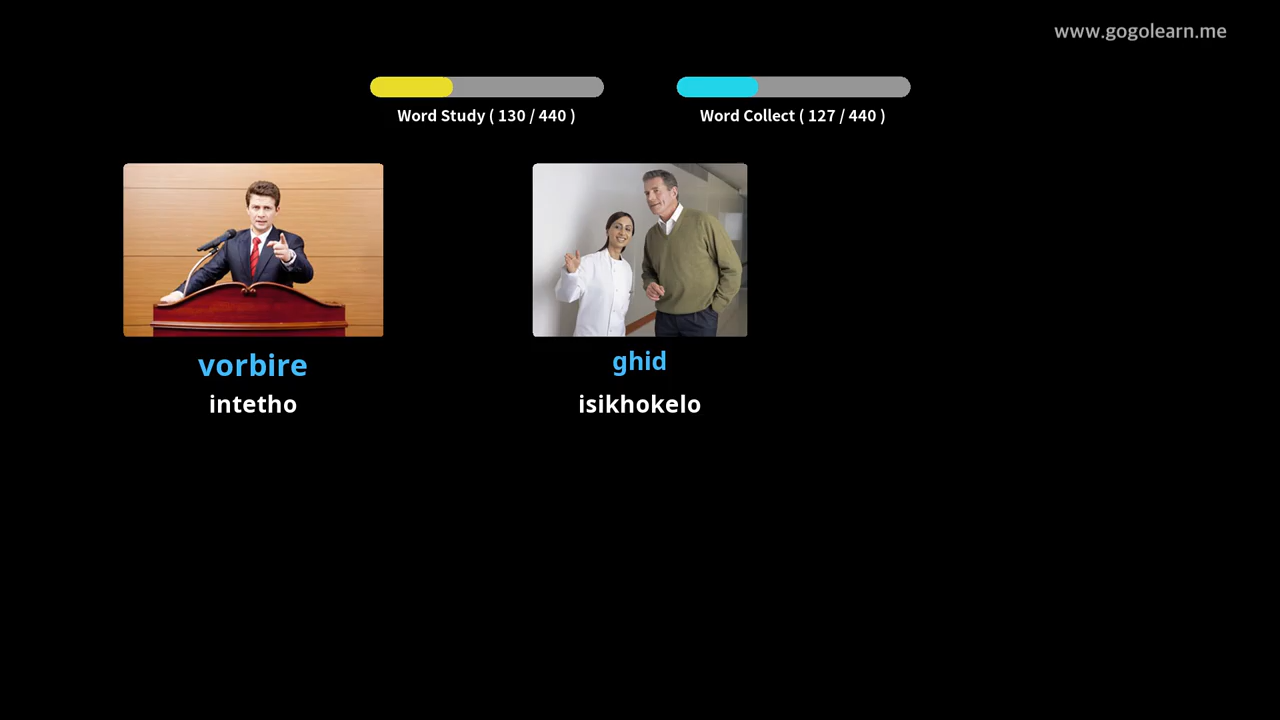 www.gogolearn.me
Word Study ( 130 / 440 )
Word Collect ( 127 / 440 )
vorbire
intetho
ghid
isikhokelo